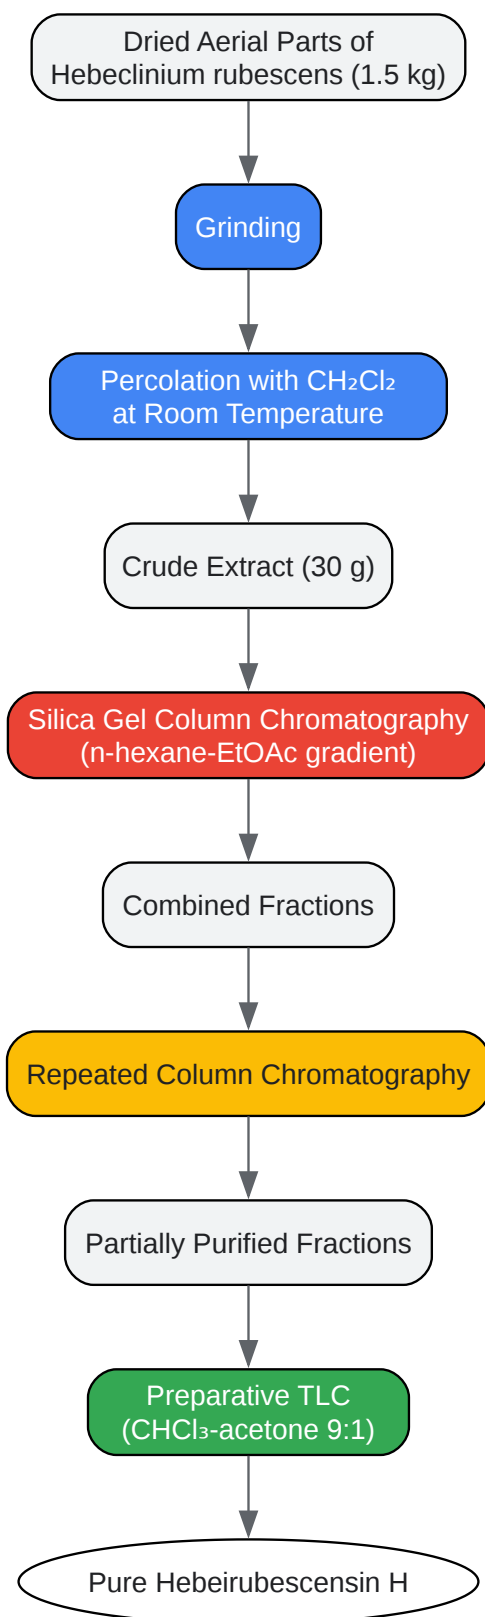 Dried Aerial Parts of
Hebeclinium rubescens (1.5 kg)
Grinding
Percolation with CH₂Cl₂
at Room Temperature
Crude Extract (30 g)
Silica Gel Column Chromatography
(n-hexane-EtOAc gradient)
Combined Fractions
Repeated Column Chromatography
Partially Purified Fractions
Preparative TLC
(CHCl₃-acetone 9:1)
Pure Hebeirubescensin H